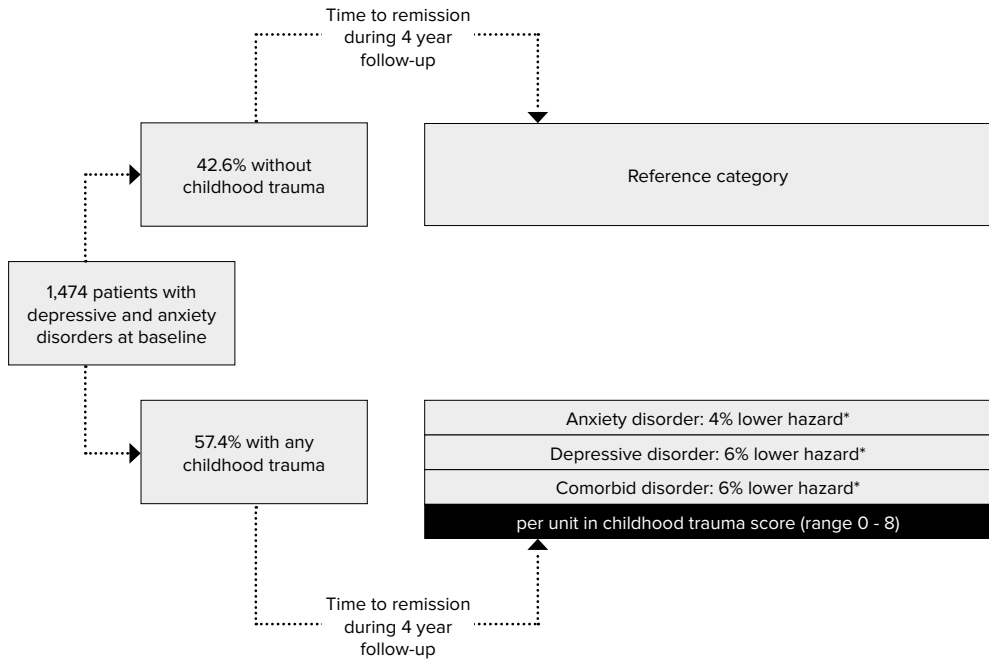 Time to remission
during 4 year
follow-up
42.6% without
childhood trauma
Reference category
1,474 patients with
depressive and anxiety
disorders at baseline
57.4% with any
childhood trauma
Anxiety disorder: 4% lower hazard*
Depressive disorder: 6% lower hazard*
Comorbid disorder: 6% lower hazard*
per unit in childhood trauma score (range 0 - 8)
Time to remission
during 4 year
follow-up